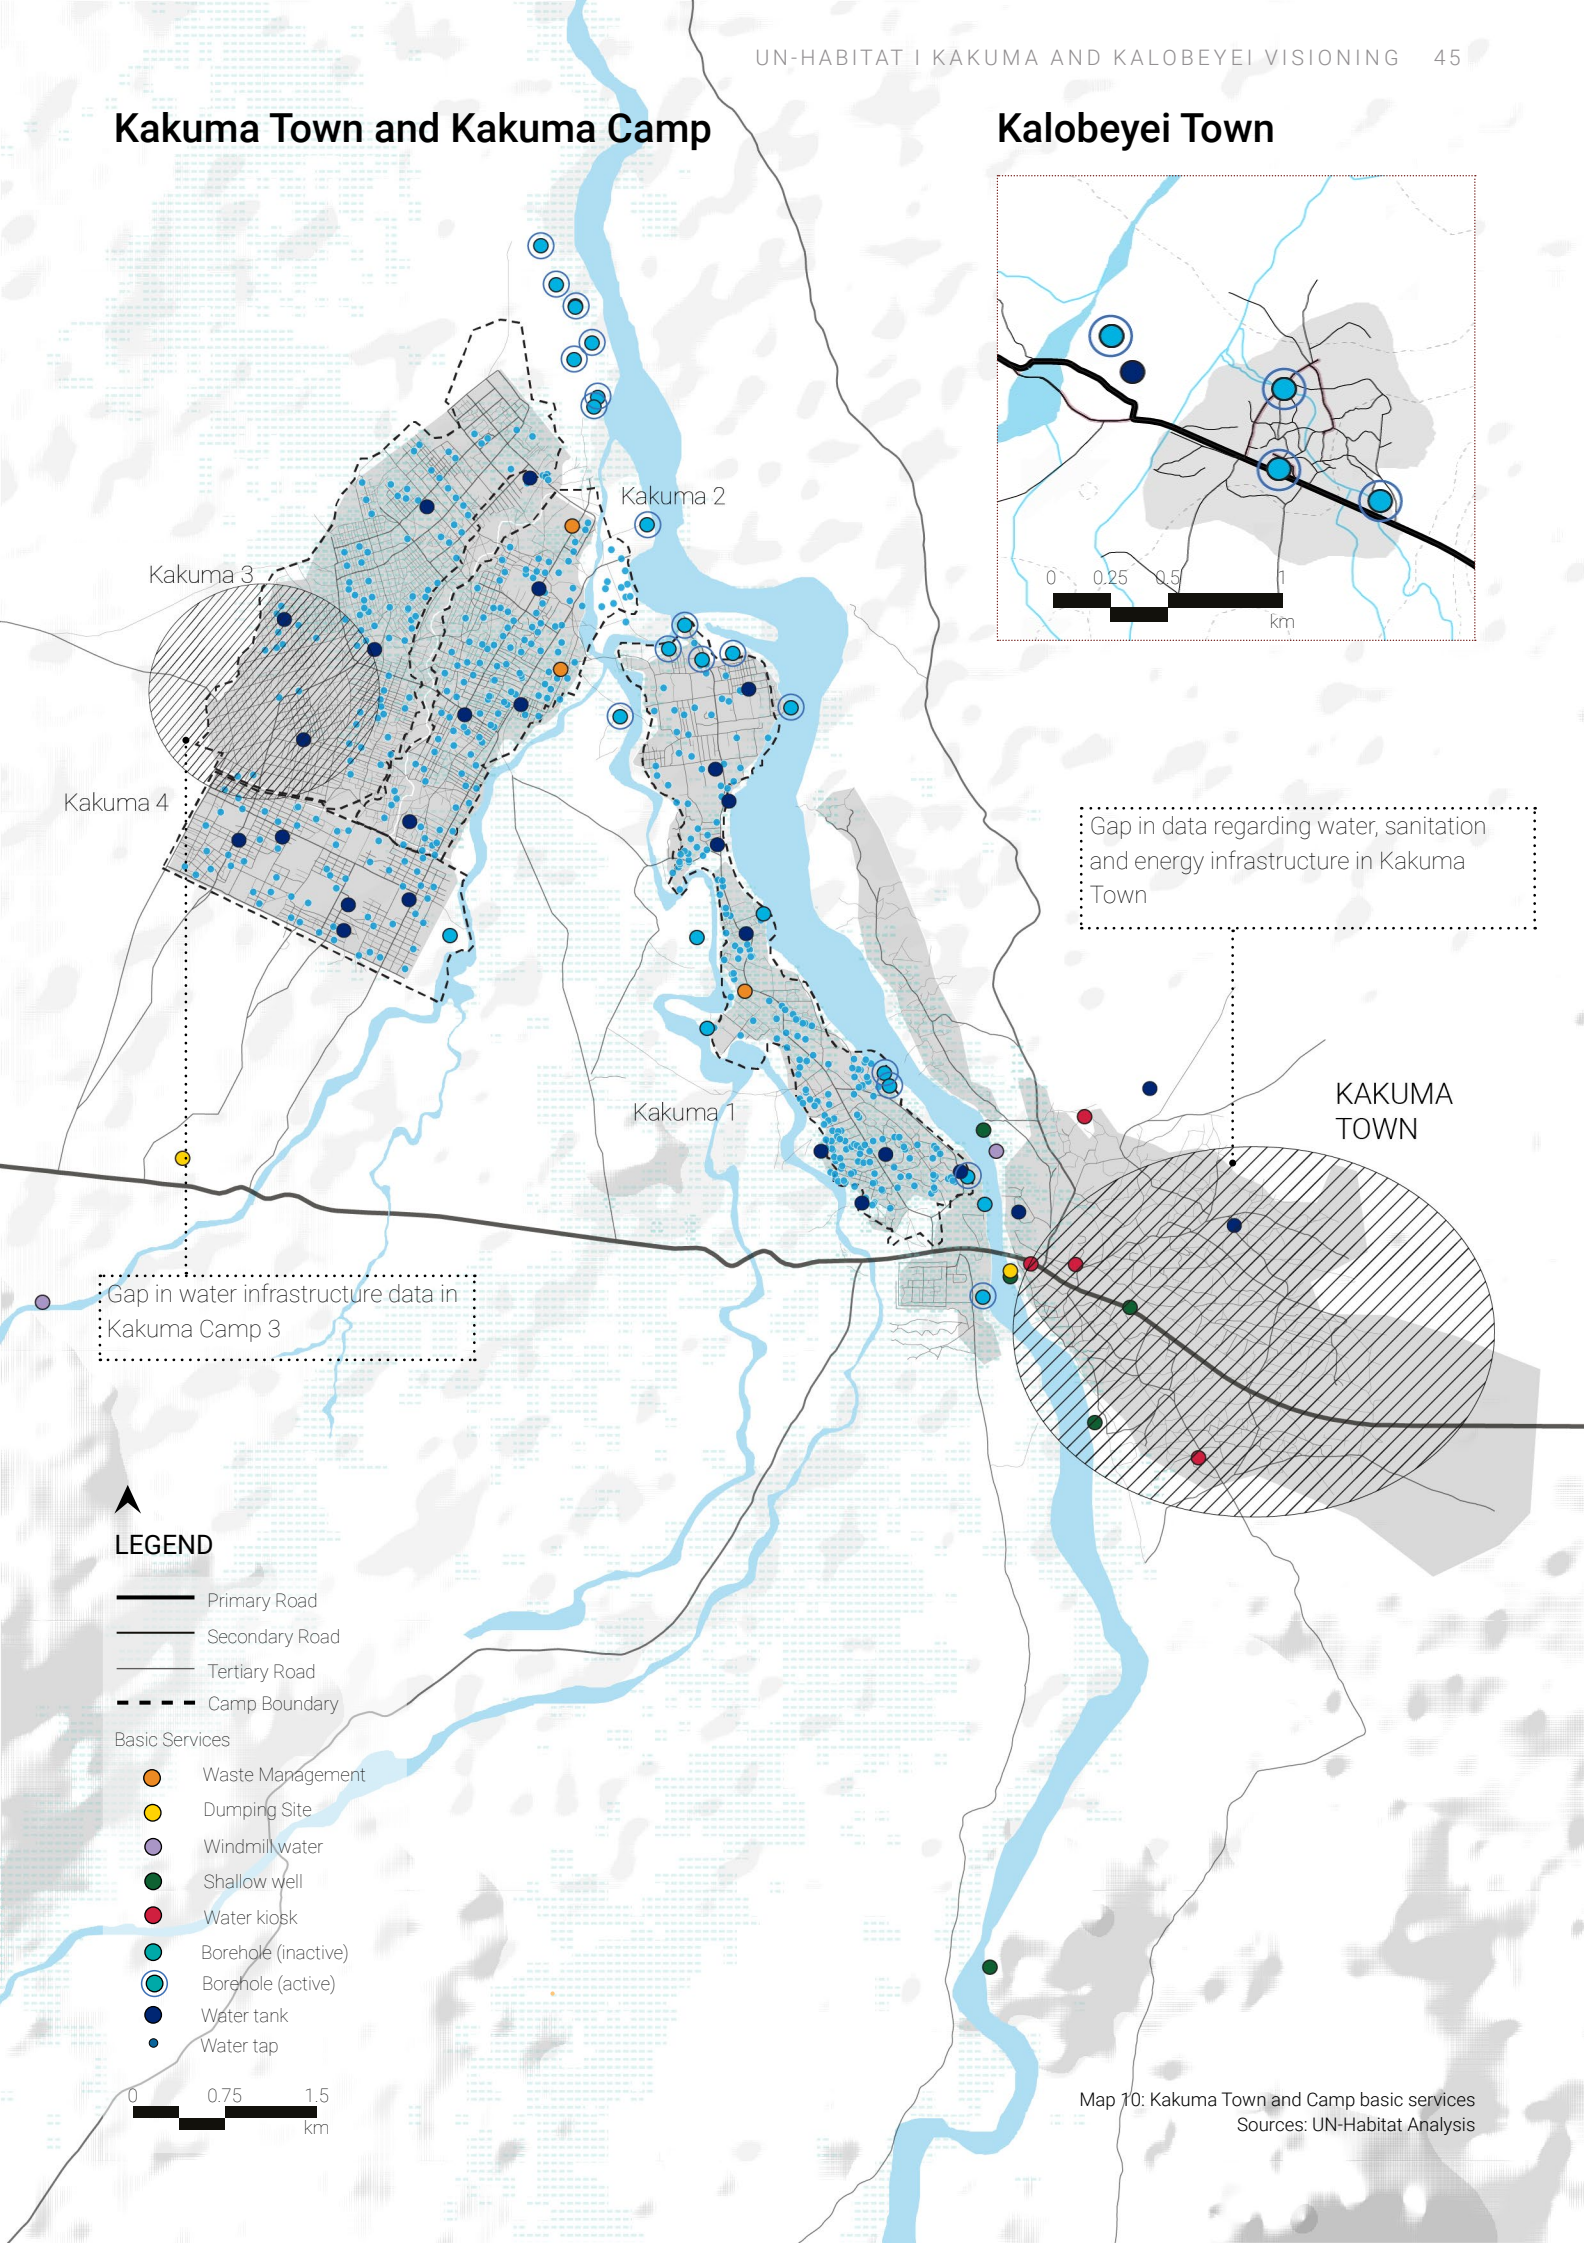 UN-HABITAT I KAKUMA AND KALOBEYEI VISIONING 45
Kakuma Town and Kakuma Camp
Kalobeyei Town
0 0.25 0.5 1
km
Kakuma 2
Kakuma 3
Kakuma 4
Gap in data regarding water, sanitation
and energy infrastructure in Kakuma
Town
KAKUMA
TOWN
Kakuma 1
Gap in water infrastructure data in
Kakuma Camp 3
LEGEND
Primary Road
Secondary Road
Tertiary Road
Camp Boundary
Basic Services
Waste Management
Dumping Site
Windmill water
Shallow well
Water kiosk
Borehole (inactive)
Borehole (active)
Water tank
Water tap
0 0.75 1.5
km
Map 10: Kakuma Town and Camp basic services
Sources: UN-Habitat Analysis